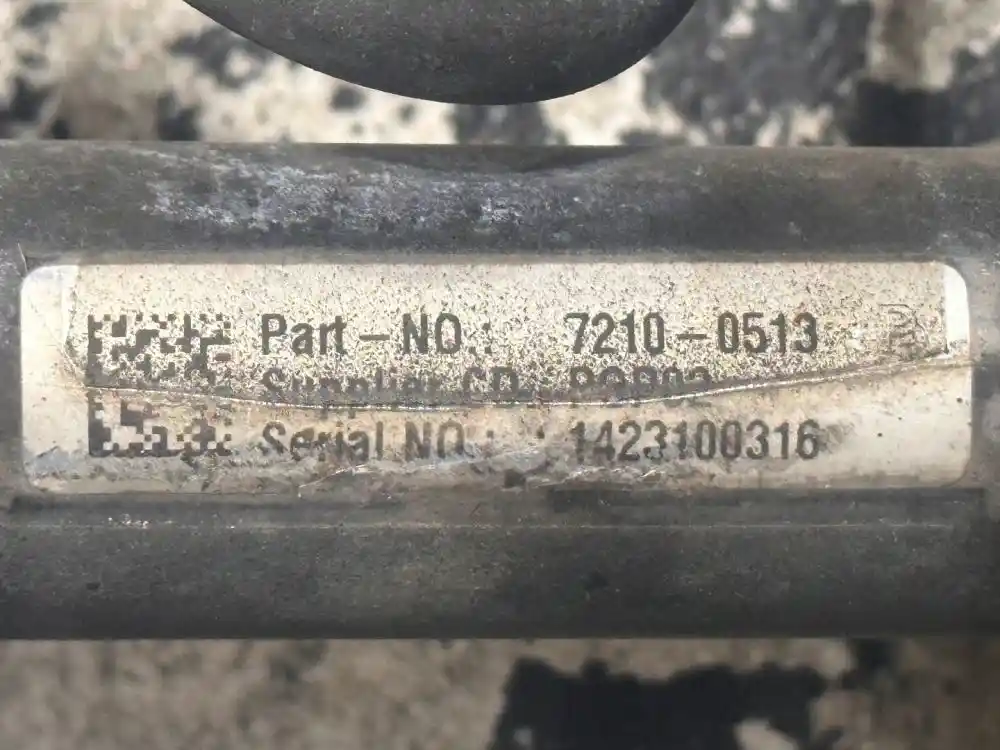 Part-NO.: 7210-0513
Supplier CD.:
Serial NO.: 1423100316